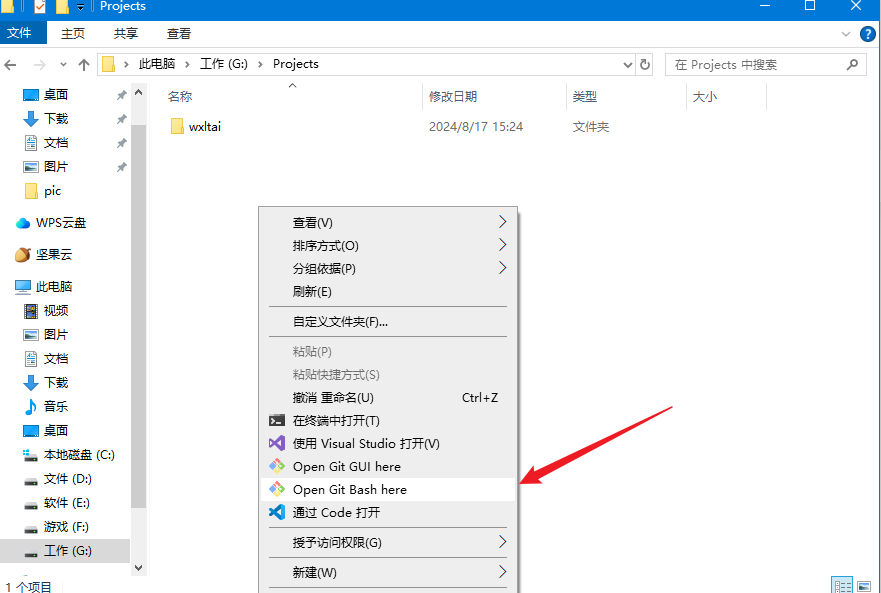 Projects
文件 主页 共享 查看
此电脑 工作 (G:) Projects 在 Projects 中搜索
桌面
下载
文档
图片
pic
WPS云盘
坚果云
此电脑
视频
图片
文档
下载
音乐
桌面
本地磁盘 (C:)
文件 (D:)
软件 (E:)
游戏 (F:)
工作 (G:)
名称 修改日期 类型 大小
wxltai 2024/8/17 15:24 文件夹
查看(V)
排序方式(O)
分组依据(P)
刷新(E)
自定义文件夹(F)...
粘贴(P)
粘贴快捷方式(S)
撤消 重命名(U) Ctrl+Z
在终端中打开(T)
使用 Visual Studio 打开(V)
Open Git GUI here
Open Git Bash here
通过 Code 打开
授予访问权限(G)
新建(W)
1 个项目